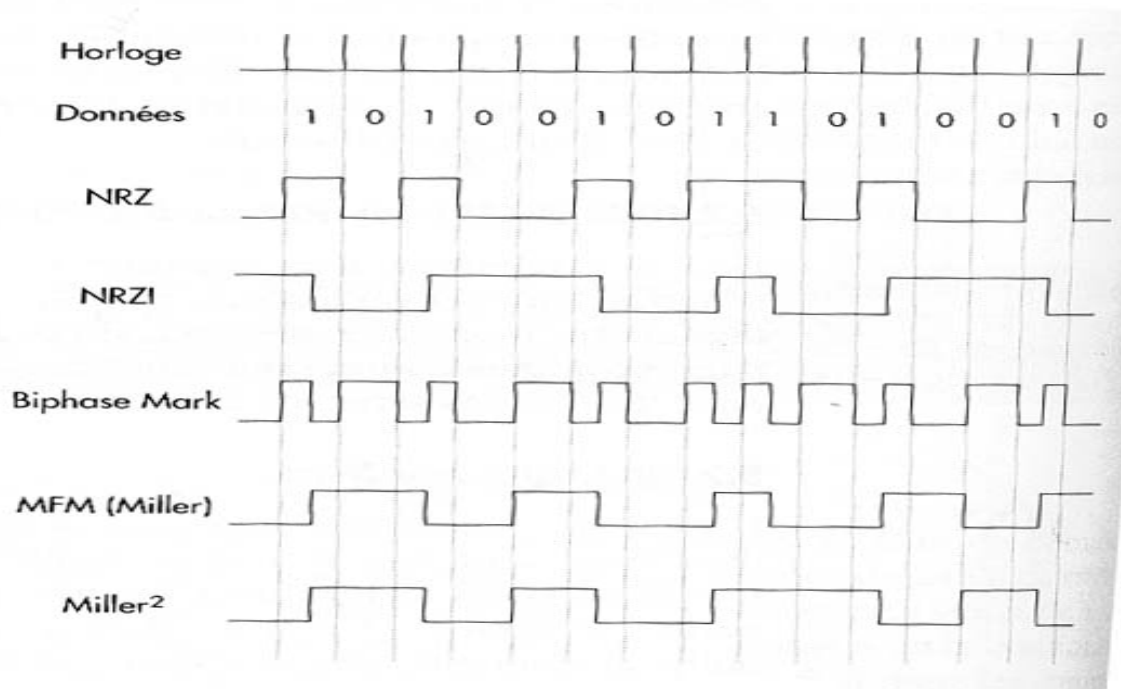 Horloge
Données 1 0 1 0 0 1 0 1 1 0 1 0 0 1 0
NRZ
NRZI
Biphase Mark
MFM (Miller)
Miller²